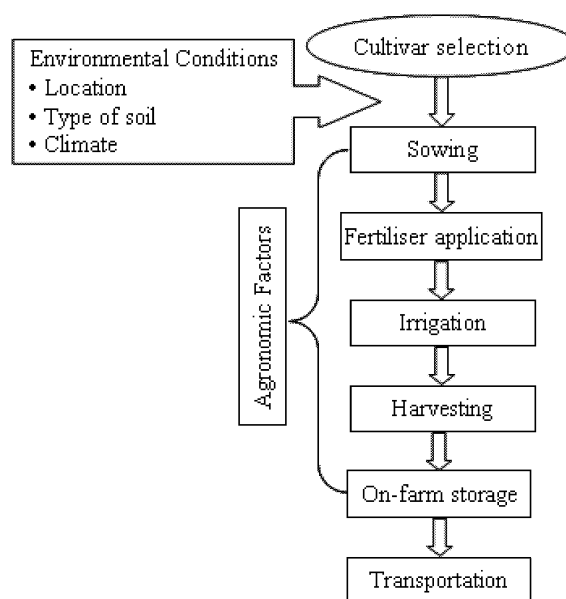 Cultivar selection
Environmental Conditions
• Location
• Type of soil
• Climate
Sowing
Fertiliser application
Agronomic Factors
Irrigation
Harvesting
On-farm storage
Transportation